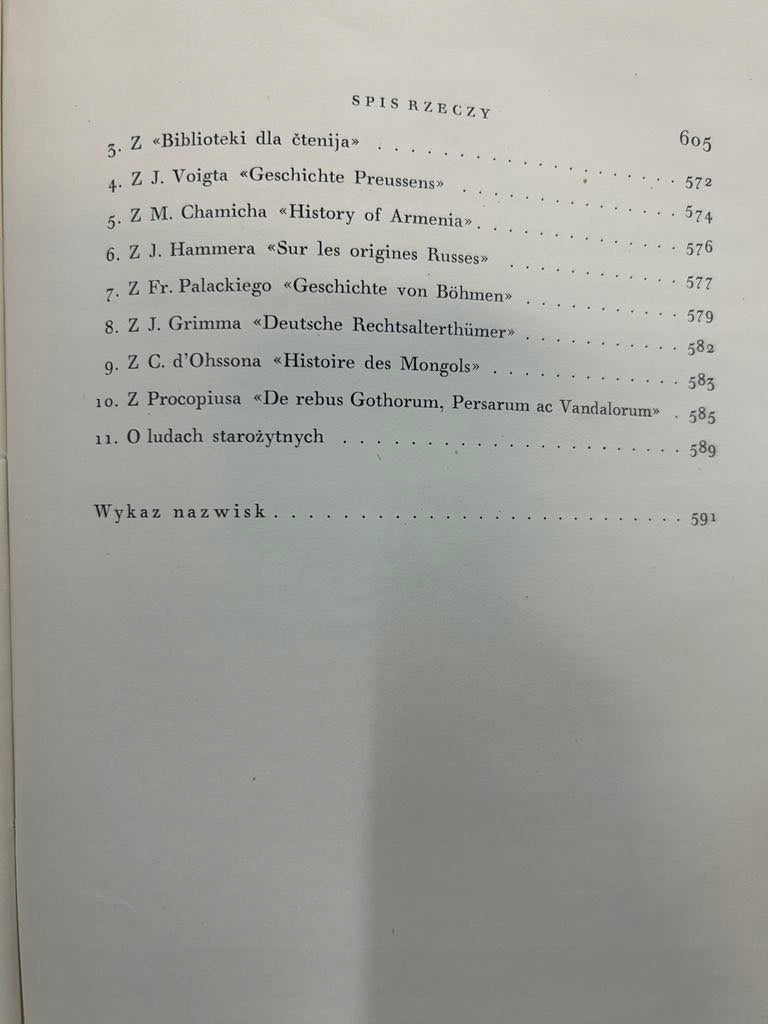 SPIS RZECZY 605
3. Z «Biblioteki dla čtenija» . . . . . . . . . . . . . . . . 572
4. Z J. Voigta «Geschichte Preussens» . . . . . . . . . . . . 574
5. Z M. Chamicha «History of Armenia» . . . . . . . . . . . . 576
6. Z J. Hammera «Sur les origines Russes» . . . . . . . . . . 577
7. Z Fr. Palackiego «Geschichte von Böhmen» . . . . . . . . . 579
8. Z J. Grimma «Deutsche Rechtsalterthümer» . . . . . . . . . 582
9. Z C. d'Ohssona «Histoire des Mongols» . . . . . . . . . . . 583
10. Z Procopiusa «De rebus Gothorum, Persarum ac Vandalorum» . 585
11. O ludach starożytnych . . . . . . . . . . . . . . . . . . 589
Wykaz nazwisk . . . . . . . . . . . . . . . . . . . . . . . 591